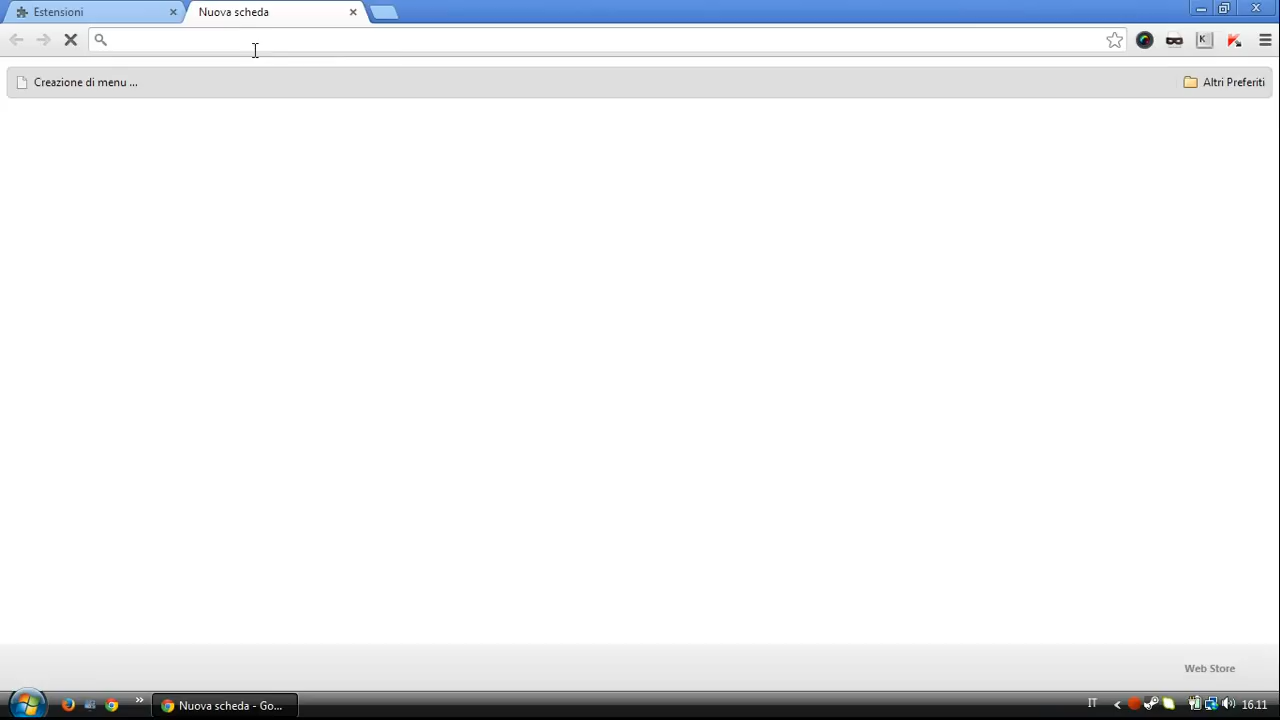 Estensioni
Nuova scheda
K
Creazione di menu ...
Altri Preferiti
Web Store
Nuova scheda - Go...
IT
16.11